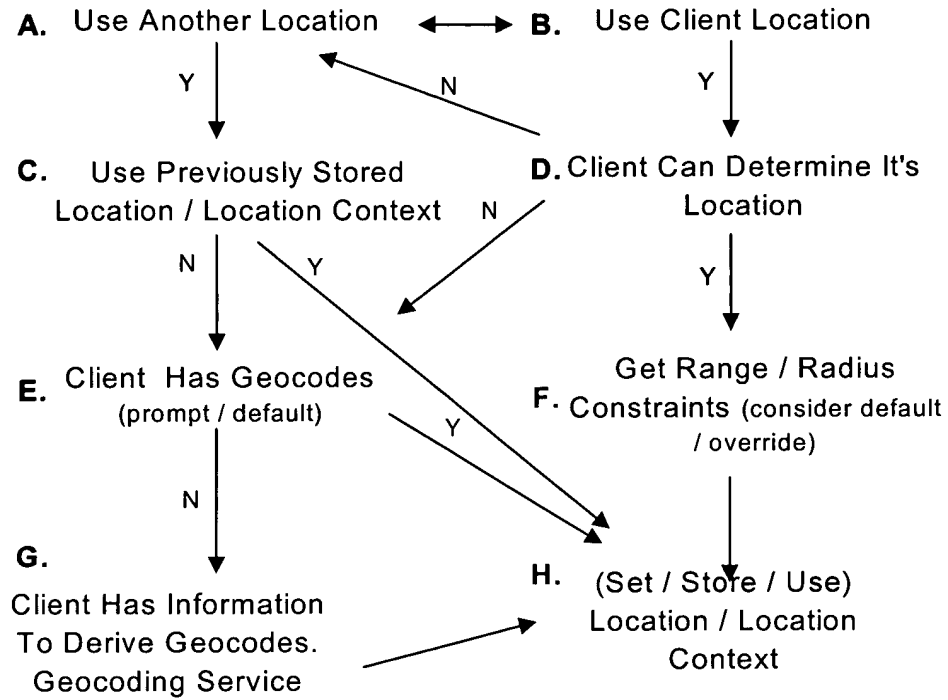 A. Use Another Location
B. Use Client Location
Y
N
Y
C. Use Previously Stored
Location / Location Context
D. Client Can Determine It's
Location
N
N
Y
Y
E. Client Has Geocodes
(prompt / default)
Get Range / Radius
F. Constraints (consider default
/ override)
Y
N
G.
Client Has Information
To Derive Geocodes.
Geocoding Service
H. (Set / Store / Use)
Location / Location
Context